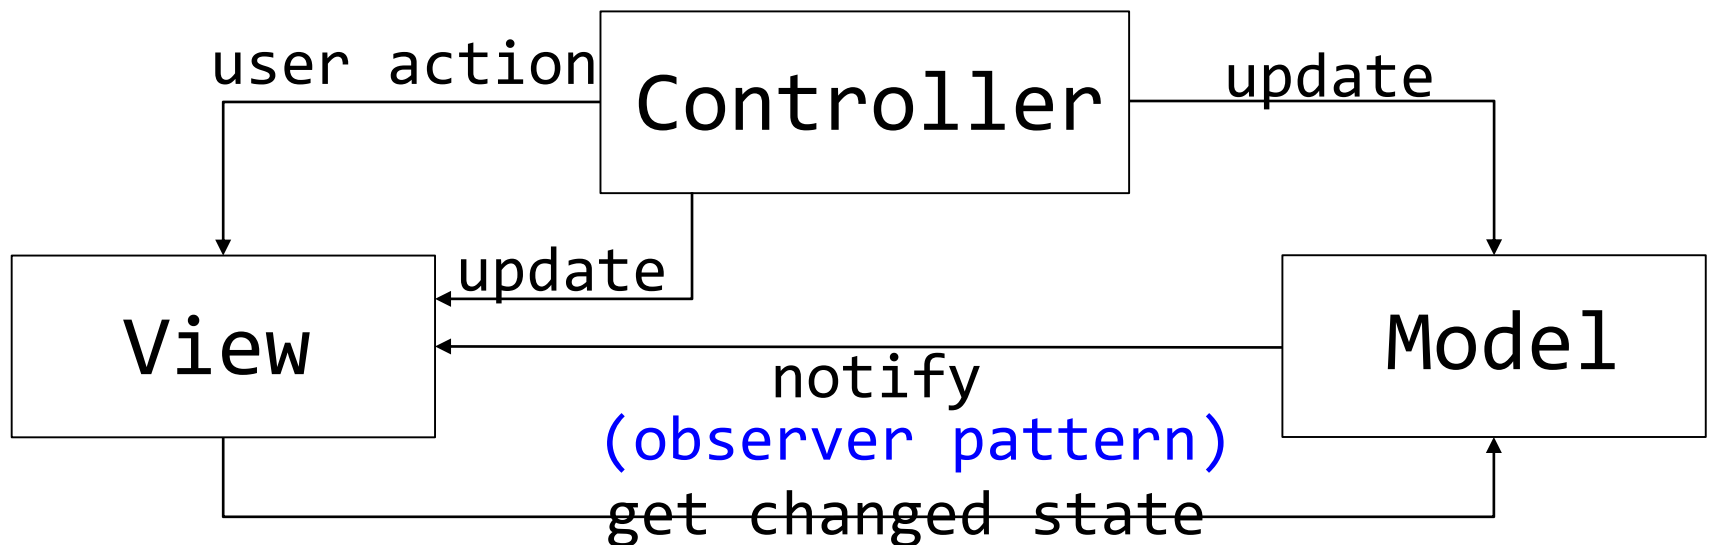 user action
Controller
update
update
View
Model
notify
(observer pattern)
get changed state